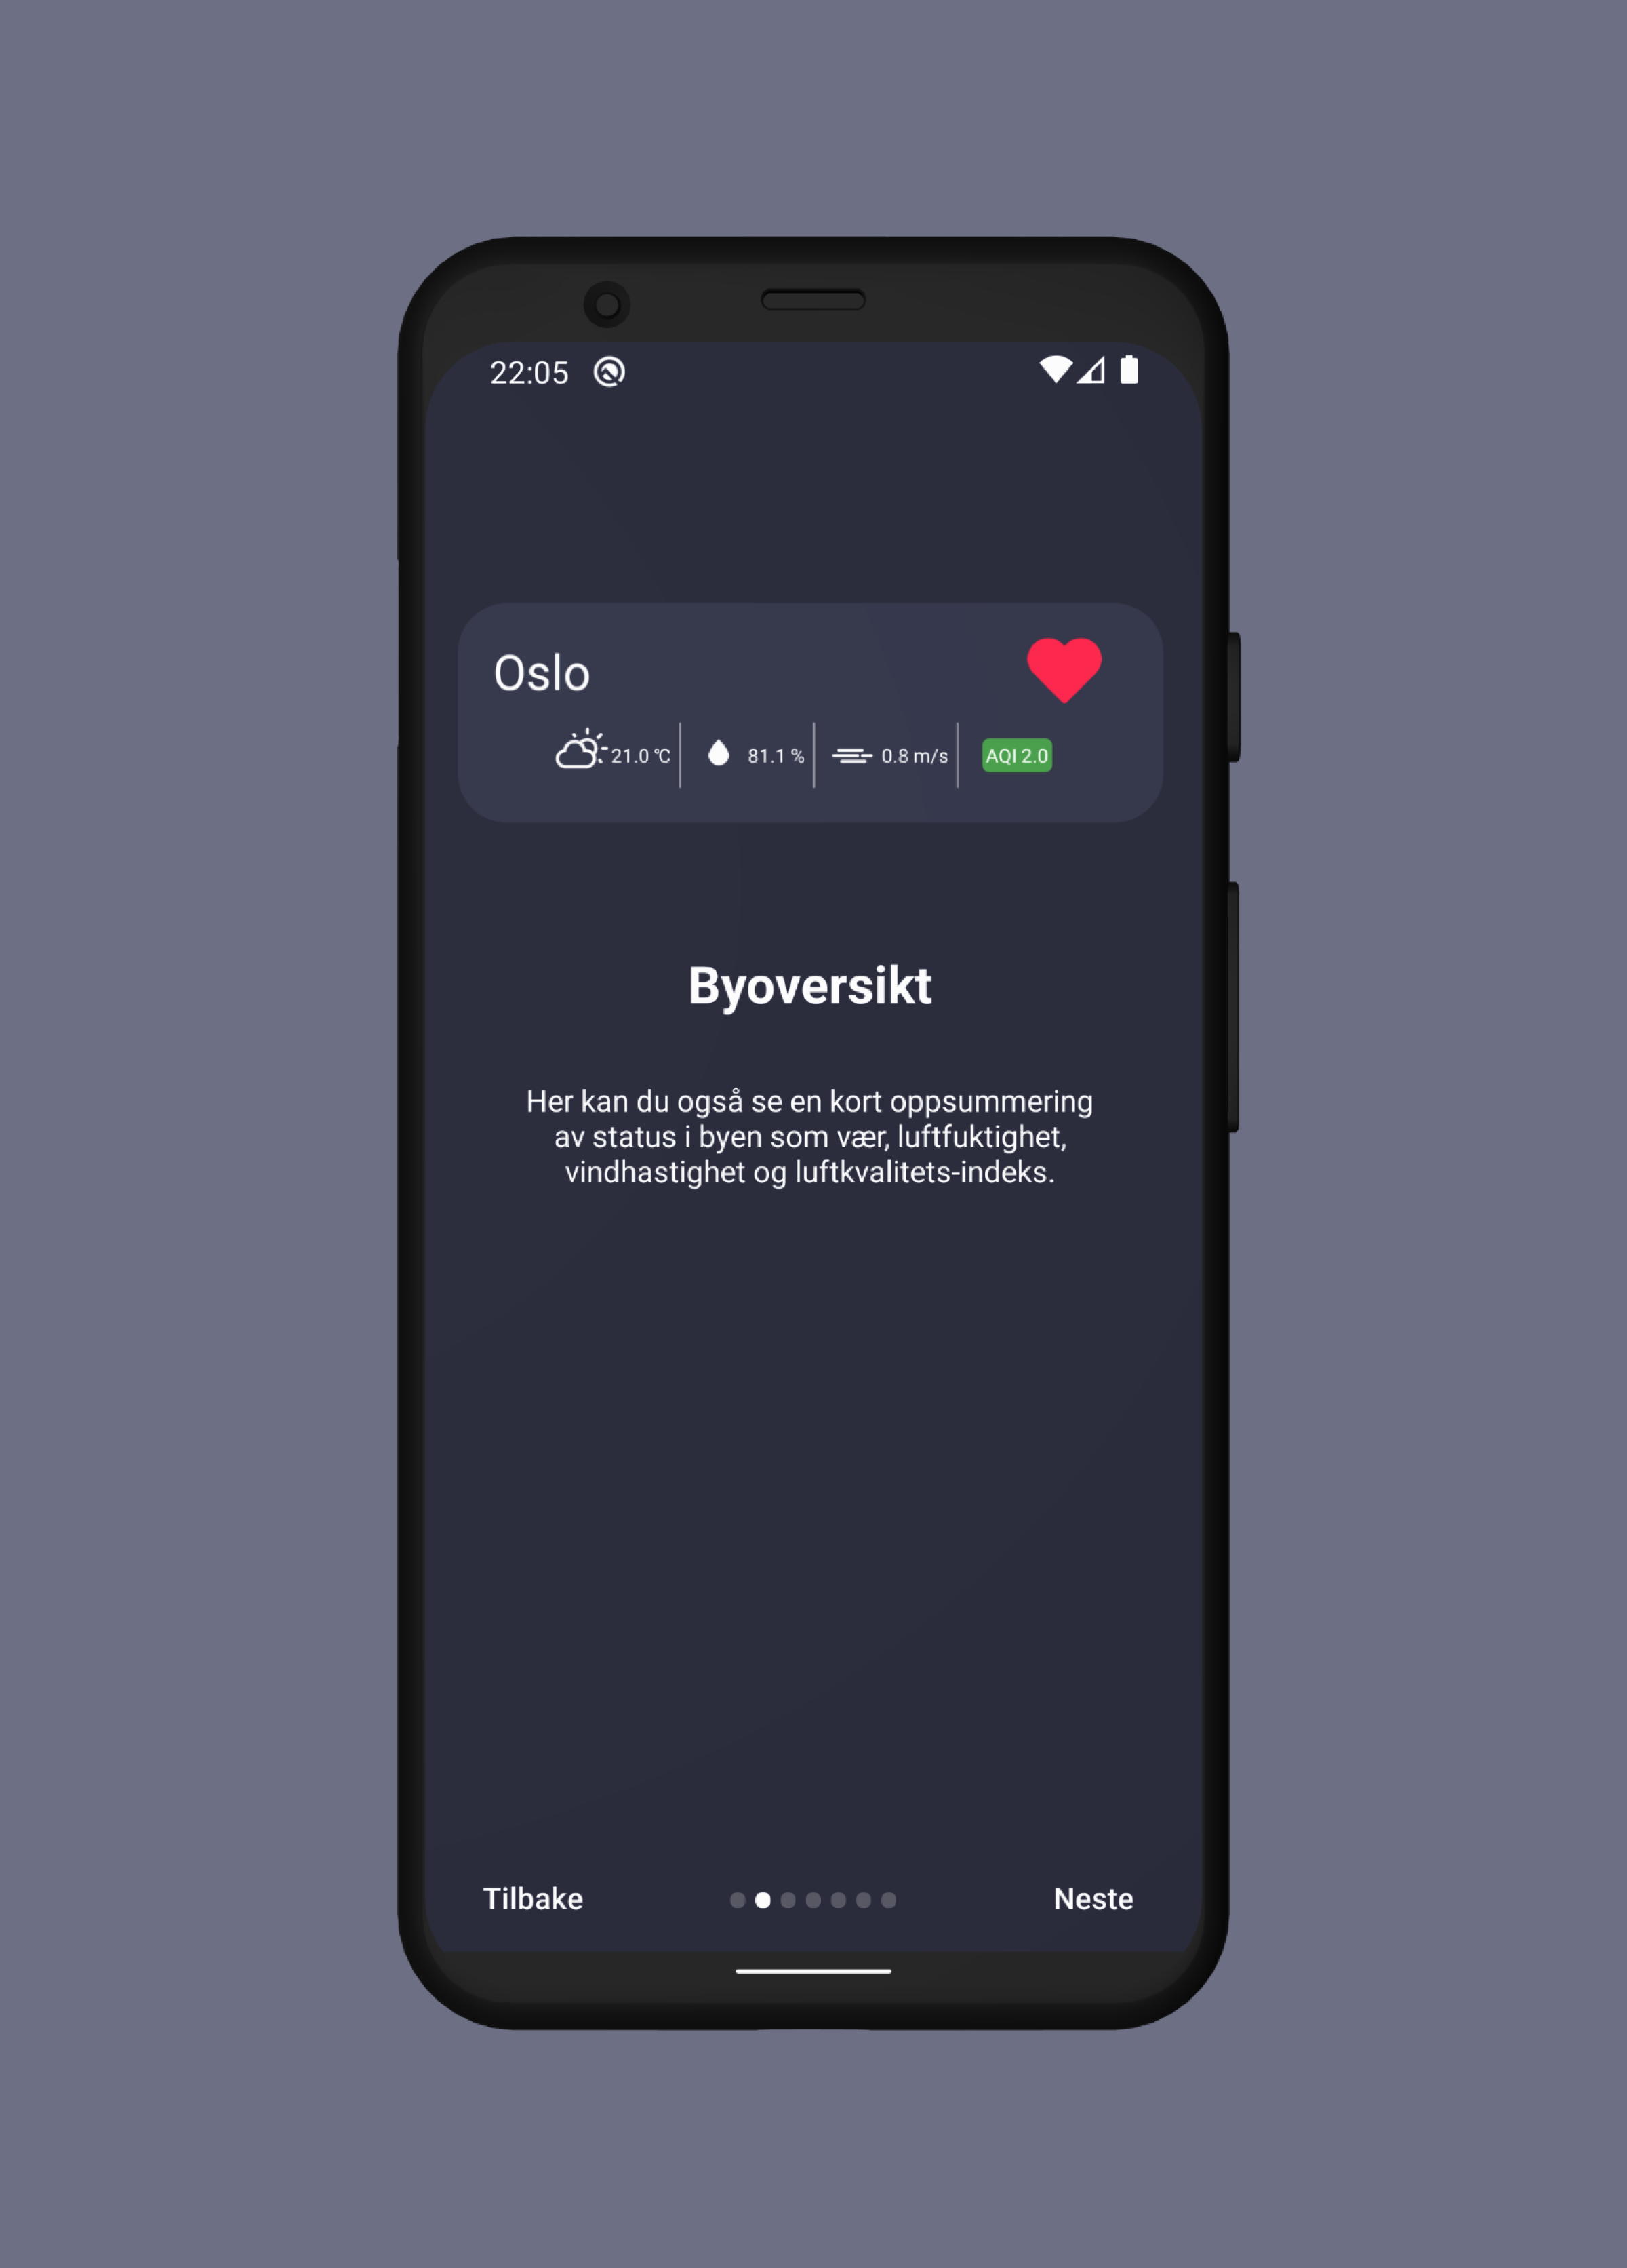 22:05
Oslo
21.0 °C 81.1 % 0.8 m/s AQI 2.0
Byoversikt
Her kan du også se en kort oppsummering
av status i byen som vær, luftfuktighet,
vindhastighet og luftkvalitets-indeks.
Tilbake Neste